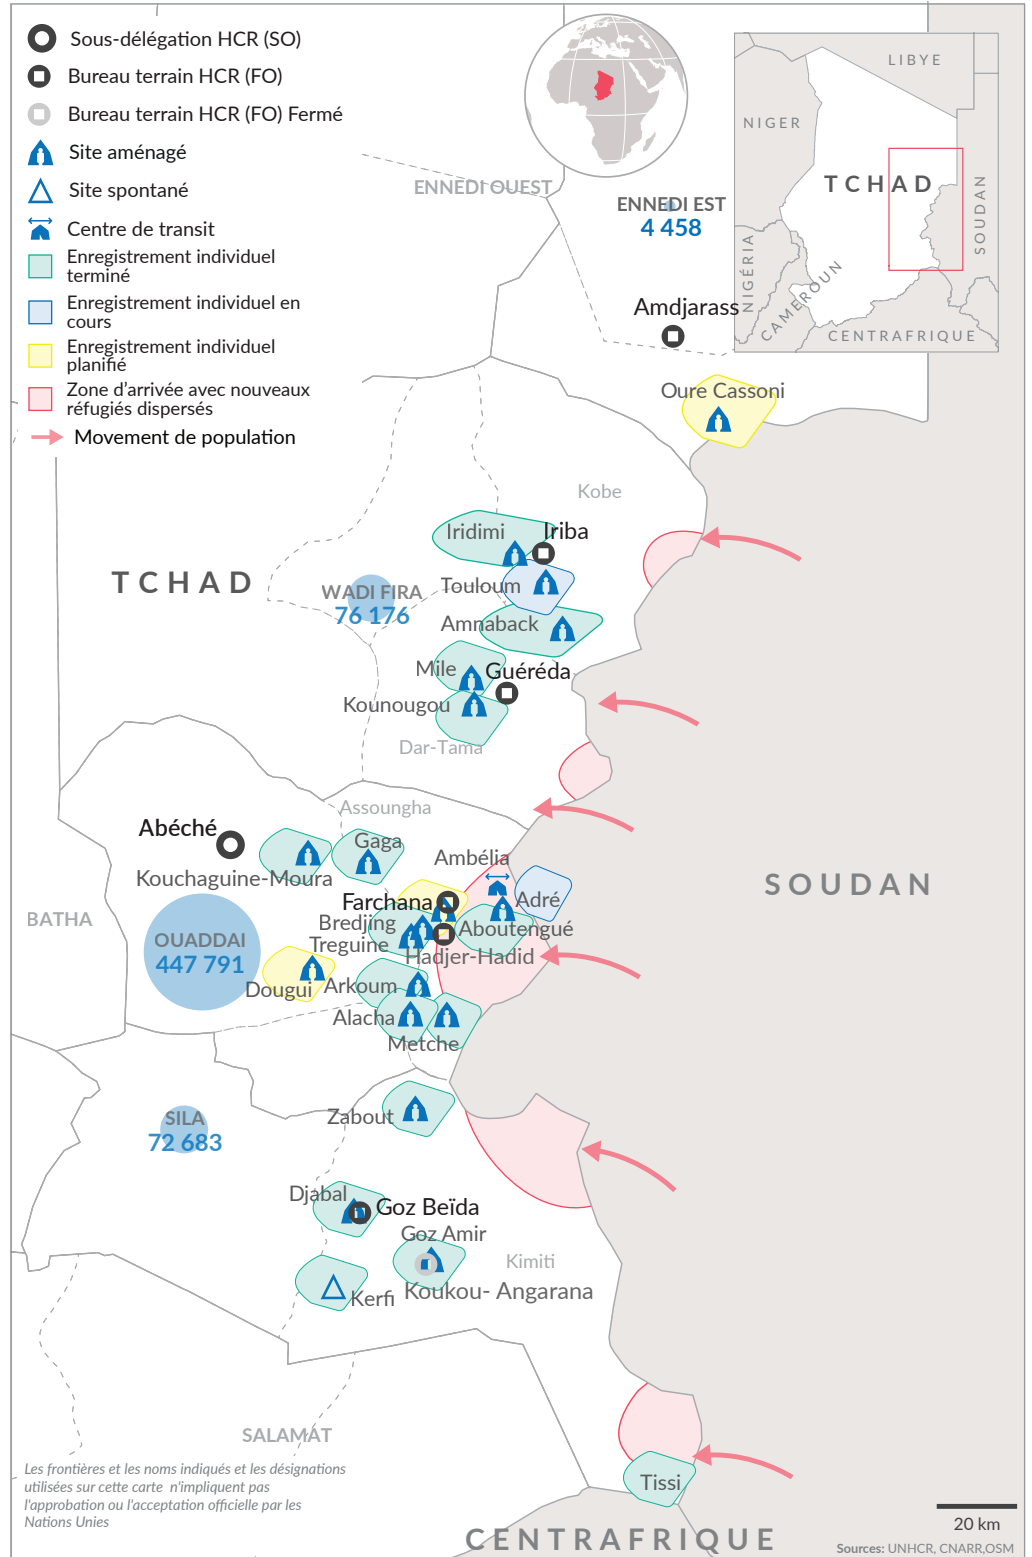 Sous-délégation HCR (SO)
Bureau terrain HCR (FO)
Bureau terrain HCR (FO) Fermé
Site aménagé
Site spontané
Centre de transit
Enregistrement individuel
terminé
Enregistrement individuel en
cours
Enregistrement individuel
planifié
Zone d'arrivée avec nouveaux
réfugiés dispersés
Movement de population
LIBYE
NIGER
TCHAD
SOUDAN
NIGÉRIA
CAMEROUN
CENTRAFRIQUE
ENNEDI OUEST
ENNEDI EST
4 458
Amdjarass
Oure Cassoni
Kobe
Iridimi
Iriba
TCHAD
WADI FIRA
76 176
Touloum
Amnaback
Mile
Guéréda
Kounougou
Dar-Tama
Assoungha
Abéché
Gaga
Ambélia
Kouchaguine-Moura
SOUDAN
Farchana
Adré
BATHA
Bredjing
Aboutengué
OUADDAI
447 791
Treguine
Hadjer-Hadid
Dougui
Arkoum
Alacha
Metche
SILA
72 683
Zabout
Djabal
Goz Beïda
Goz Amir
Kimiti
Kerfi
Koukou- Angarana
SALAMAT
Les frontières et les noms indiqués et les désignations
utilisées sur cette carte n'impliquent pas
l'approbation ou l'acceptation officielle par les
Nations Unies
Tissi
20 km
CENTRAFRIQUE
Sources: UNHCR, CNARR,OSM